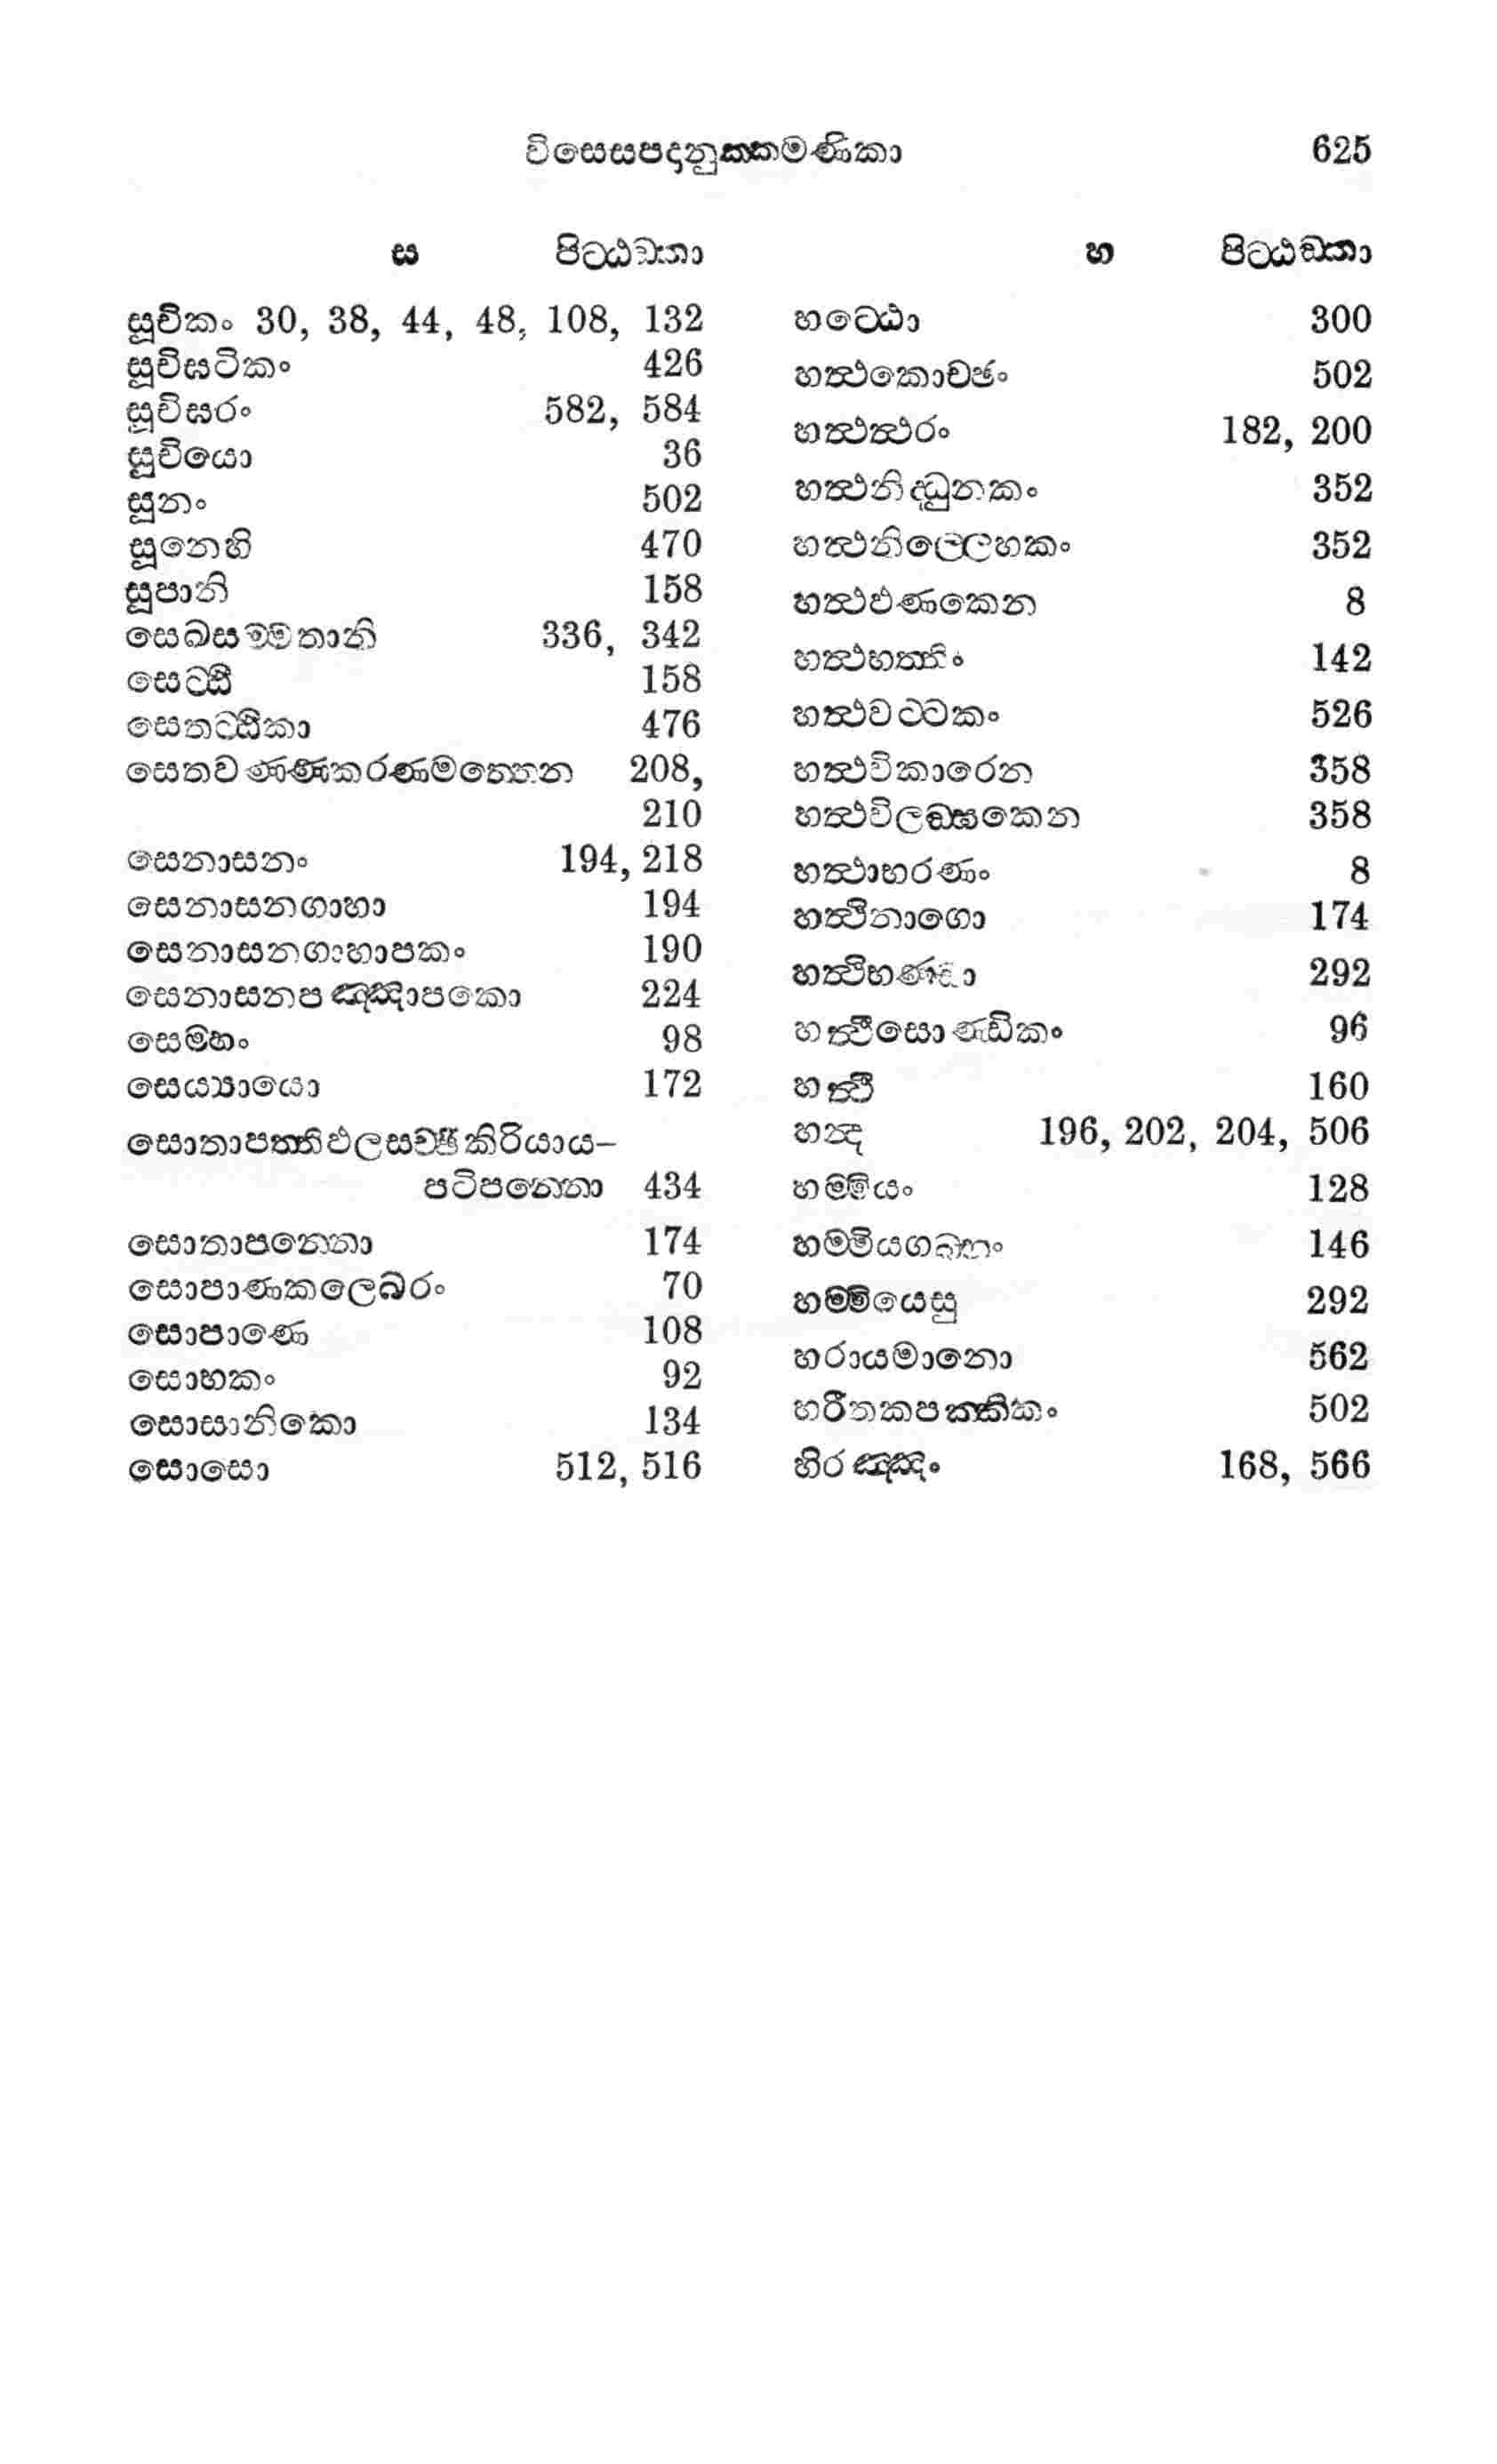 විසෙසපදානුක්කමණිකා 625
ස පිට්ඨඞ්කා
සූචිකං 30, 38, 44, 48, 108, 132
සූචිඝටිකං 426
සූචිඝරං 582, 584
සූචියො 36
සූනං 502
සූනෙහි 470
සූපානි 158
සෙඛසම්මතානි 336, 342
සෙට්ඨි 158
සෙතට්ඨිකා 476
සෙතවණ්ණකරණමත්තෙන 208,
210
සෙනාසනං 194, 218
සෙනාසනගාහා 194
සෙනාසනගාහාපකං 190
සෙනාසනපඤ්ඤාපකො 224
සෙම්හං 98
සෙය්‍යායො 172
සොතාපත්තිඵලසච්ඡිකිරියාය-
පටිපන්නො 434
සොතාපන්නො 174
සොපාණකලෙබරං 70
සොපාණෙ 108
සොභකං 92
සොසානිකො 134
සොසො 512, 516
හ පිට්ඨඞ්කා
හට්ඨො 300
හත්‍ථකොච්ඡං 502
හත්‍ථත්‍ථරං 182, 200
හත්‍ථනිද්ධුනකං 352
හත්‍ථනිල්ලෙහකං 352
හත්‍ථඵණකෙන 8
හත්‍ථභත්තිං 142
හත්‍ථවට්ටකං 526
හත්‍ථවිකාරෙන 358
හත්‍ථවිලඞ්ඝකෙන 358
හත්‍ථාභරණං 8
හත්‍ථිනාගො 174
හත්‍ථිභණ්ඩා 292
හත්‍ථිසොණ්ඩිකං 96
හත්‍ථී 160
හන්‍ද 196, 202, 204, 506
හම්මියං 128
හම්මියගබ්භං 146
හම්මියෙසු 292
හරායමානො 562
හරීතකපක්කිකං 502
හිරඤ්ඤං 168, 566